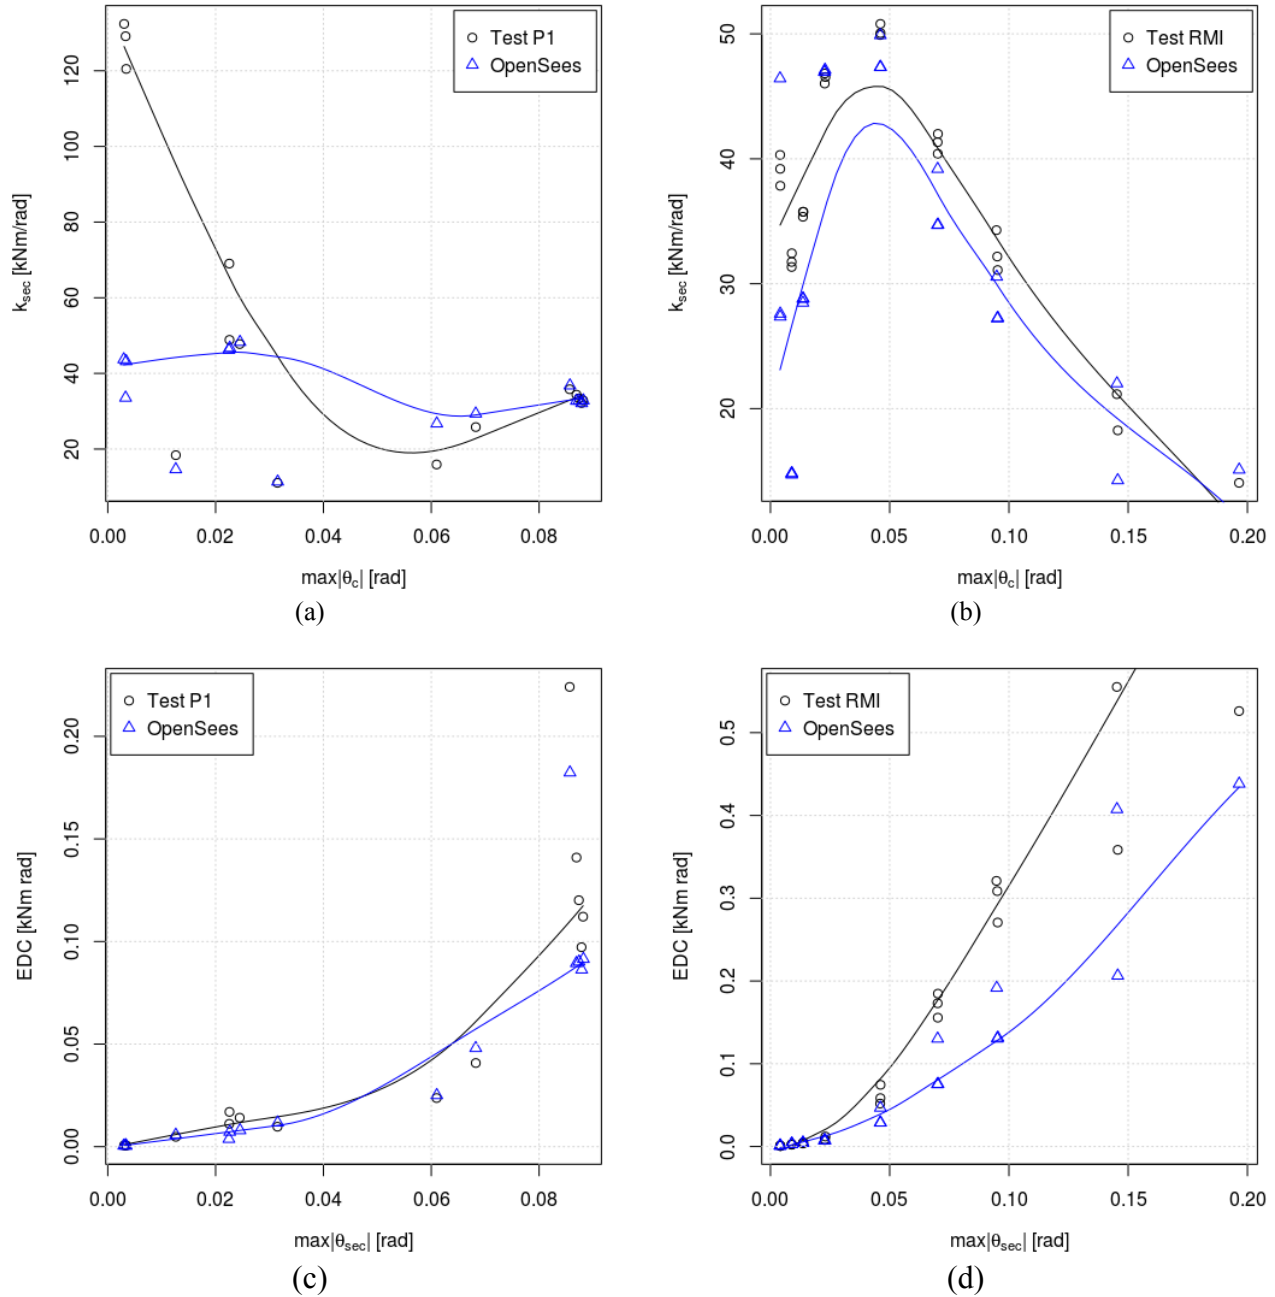 Test P1
OpenSees
120
100
80
60
40
20
k_sec [kNm/rad]
0.00 0.02 0.04 0.06 0.08
max|θ_c| [rad]
(a)
Test RMI
OpenSees
50
40
30
20
k_sec [kNm/rad]
0.00 0.05 0.10 0.15 0.20
max|θ_c| [rad]
(b)
Test P1
OpenSees
0.20
0.15
0.10
0.05
0.00
EDC [kNm rad]
0.00 0.02 0.04 0.06 0.08
max|θ_sec| [rad]
(c)
Test RMI
OpenSees
0.5
0.4
0.3
0.2
0.1
0.0
EDC [kNm rad]
0.00 0.05 0.10 0.15 0.20
max|θ_sec| [rad]
(d)